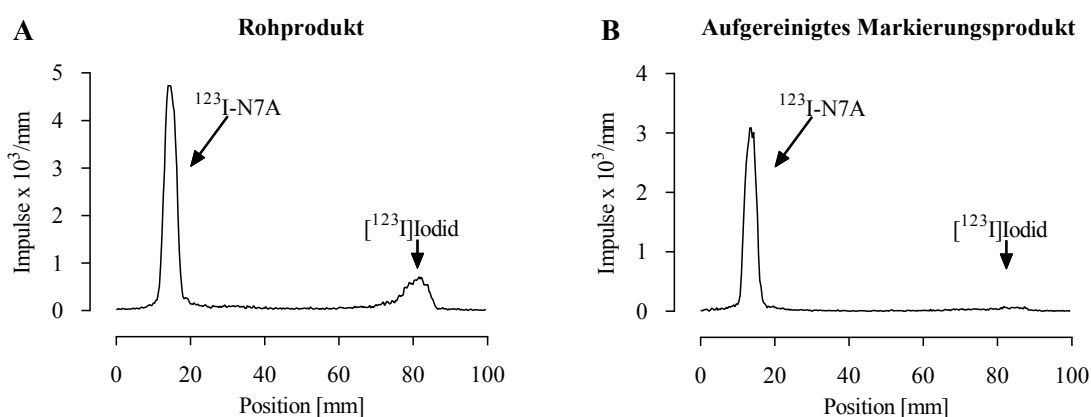 A Rohprodukt
Impulse x 10³/mm
5
4
3
2
1
0
¹²³I-N7A
[¹²³I]Iodid
0 20 40 60 80 100
Position [mm]
B Aufgereinigtes Markierungsprodukt
Impulse x 10³/mm
4
3
2
1
0
¹²³I-N7A
[¹²³I]Iodid
0 20 40 60 80 100
Position [mm]